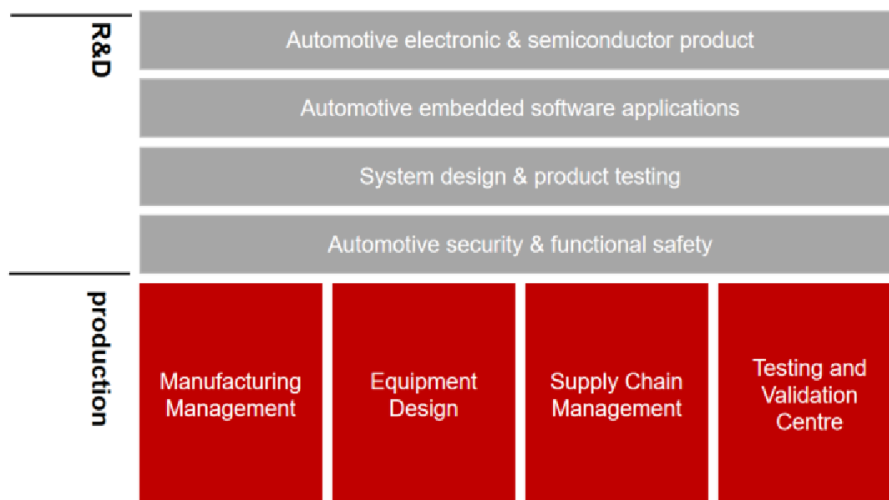 R&D
Automotive electronic & semiconductor product
Automotive embedded software applications
System design & product testing
Automotive security & functional safety
production
Manufacturing
Management
Equipment
Design
Supply Chain
Management
Testing and
Validation
Centre